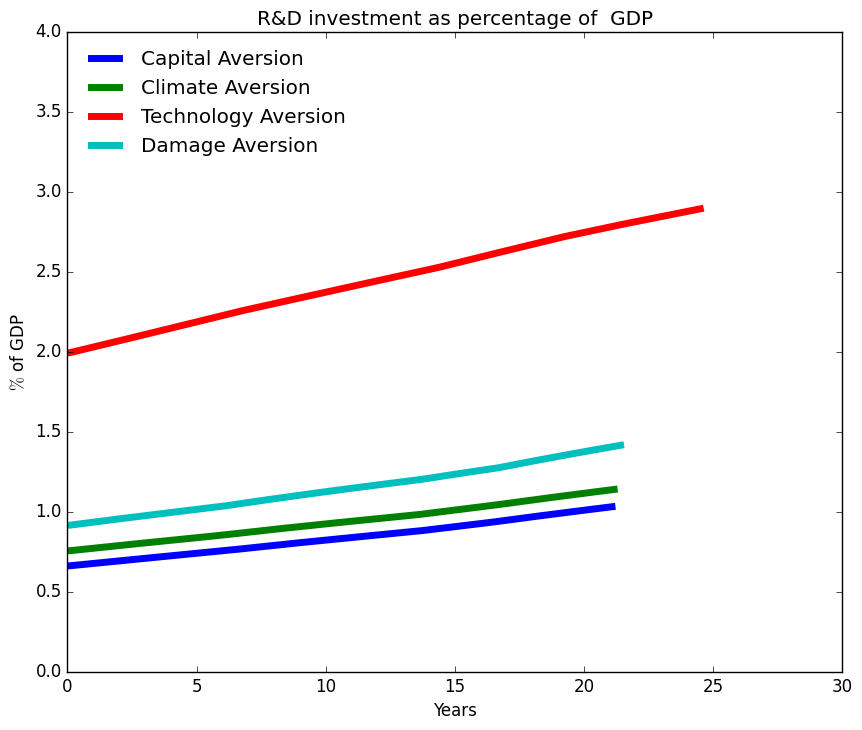 R&D investment as percentage of  GDP
Capital Aversion
Climate Aversion
Technology Aversion
Damage Aversion
4.0
3.5
3.0
2.5
2.0
1.5
1.0
0.5
0.0
% of GDP
0 5 10 15 20 25 30
Years